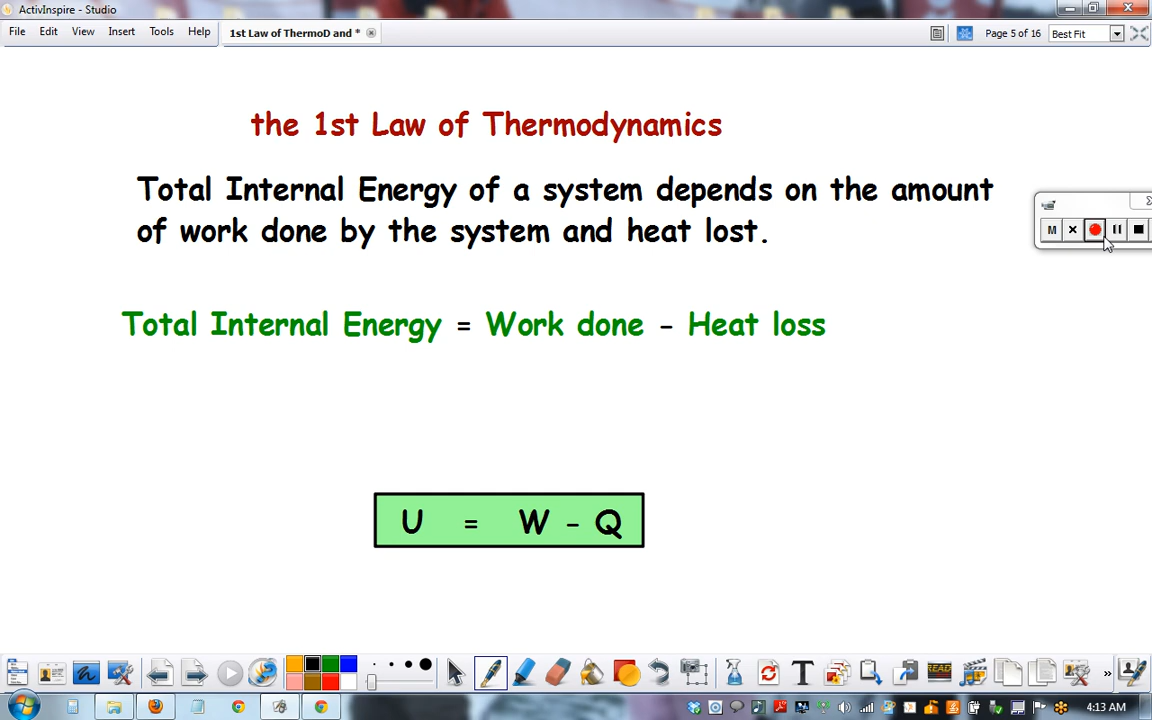 ActivInspire - Studio
File Edit View Insert Tools Help
1st Law of ThermoD and *
Page 5 of 16
Best Fit
the 1st Law of Thermodynamics
Total Internal Energy of a system depends on the amount
of work done by the system and heat lost.
M
Total Internal Energy = Work done - Heat loss
U = W - Q
T
READ
4:13 AM